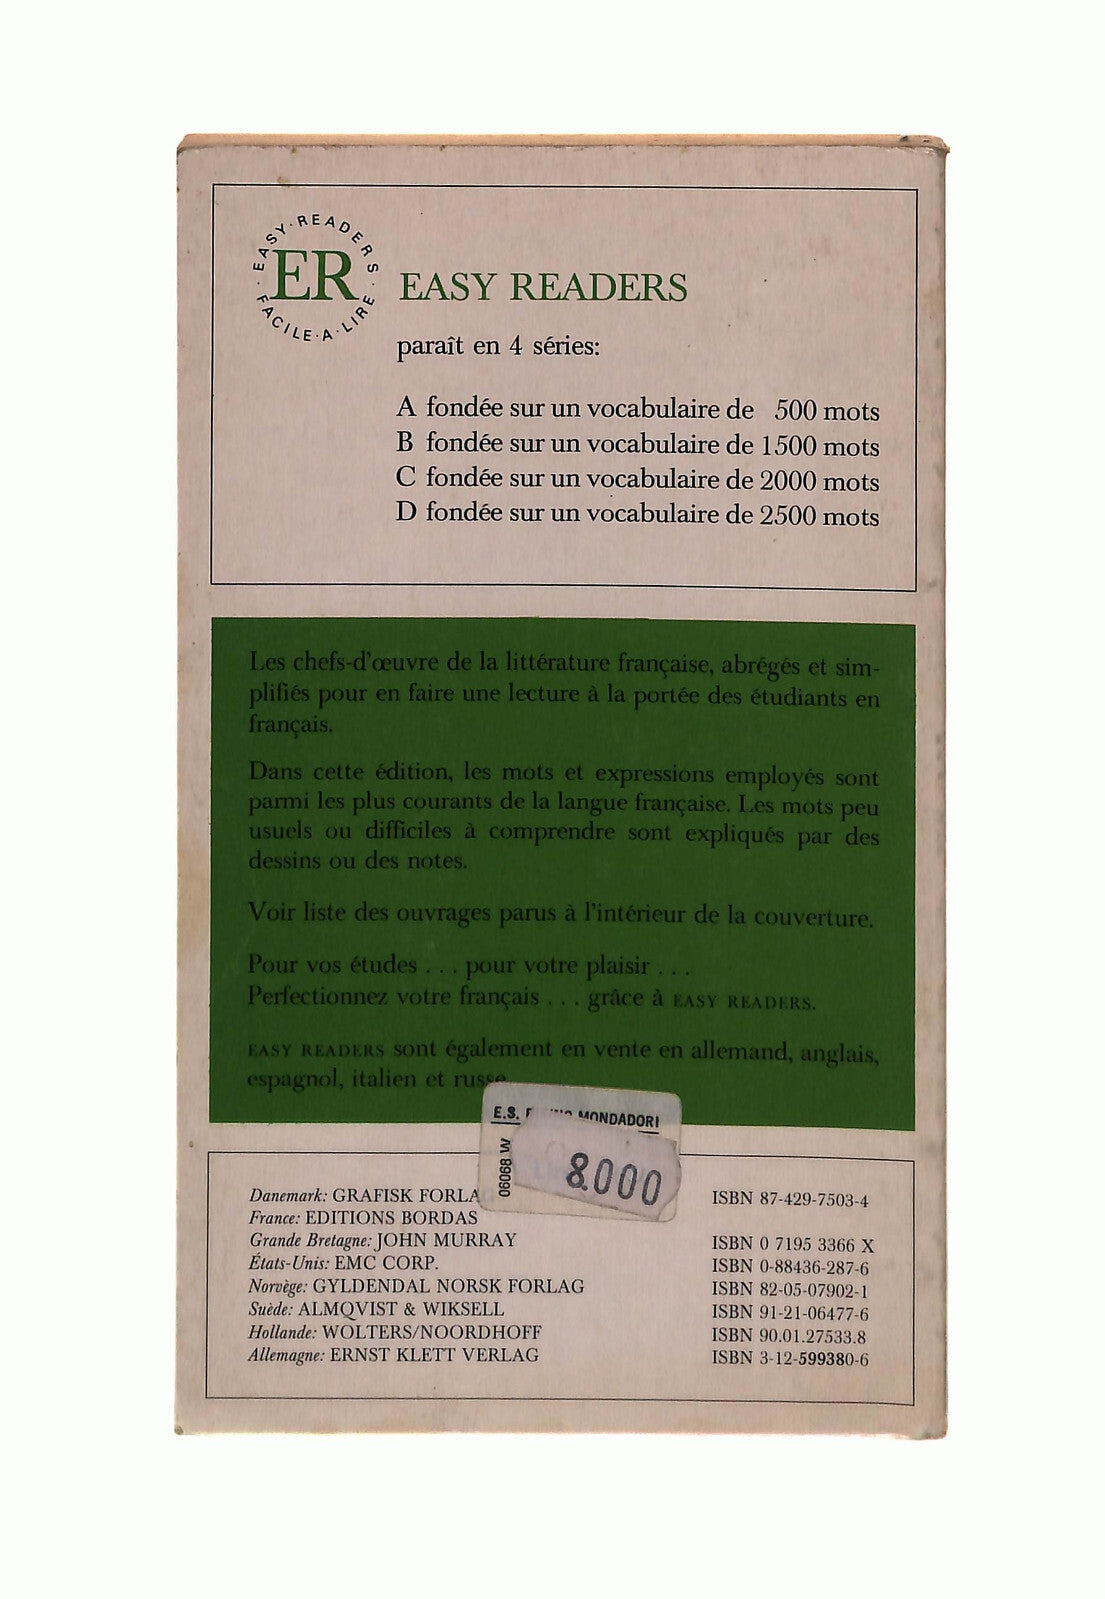 EASY · READERS · FACILE · A · LIRE ·
ER
EASY READERS
paraît en 4 séries:
A fondée sur un vocabulaire de 500 mots
B fondée sur un vocabulaire de 1500 mots
C fondée sur un vocabulaire de 2000 mots
D fondée sur un vocabulaire de 2500 mots
Les chefs-d'œuvre de la littérature française, abrégés et sim-
plifiés pour en faire une lecture à la portée des étudiants en
français.
Dans cette édition, les mots et expressions employés sont
parmi les plus courants de la langue française. Les mots peu
usuels ou difficiles à comprendre sont expliqués par des
dessins ou des notes.
Voir liste des ouvrages parus à l'intérieur de la couverture.
Pour vos études . . . pour votre plaisir . . .
Perfectionnez votre français . . . grâce à EASY READERS.
EASY READERS sont également en vente en allemand, anglais,
espagnol, italien et russe
E.S. MONDADORI
06068 W
8.000
Danemark: GRAFISK FORLA ISBN 87-429-7503-4
France: EDITIONS BORDAS
Grande Bretagne: JOHN MURRAY ISBN 0 7195 3366 X
États-Unis: EMC CORP. ISBN 0-88436-287-6
Norvège: GYLDENDAL NORSK FORLAG ISBN 82-05-07902-1
Suède: ALMQVIST & WIKSELL ISBN 91-21-06477-6
Hollande: WOLTERS/NOORDHOFF ISBN 90.01.27533.8
Allemagne: ERNST KLETT VERLAG ISBN 3-12-599380-6